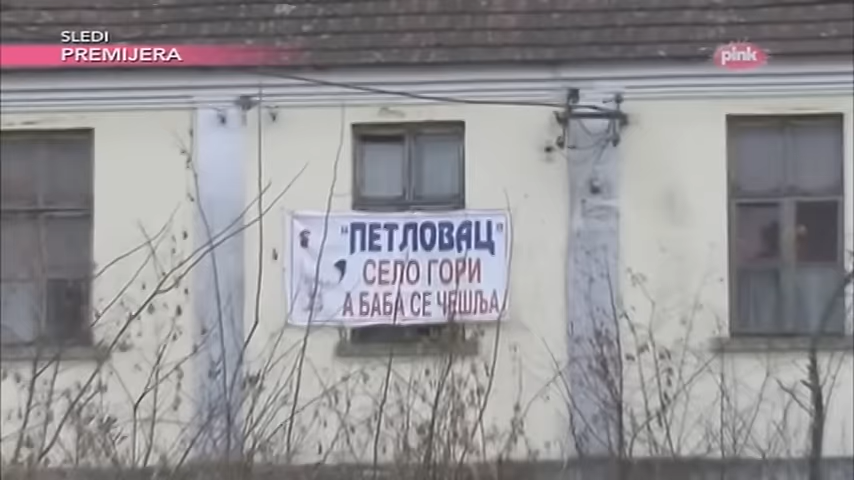 SLEDI
PREMIJERA
pink
"ПЕТЛОВАЦ"
СЕЛО ГОРИ
А БАБА СЕ ЧЕШЉА